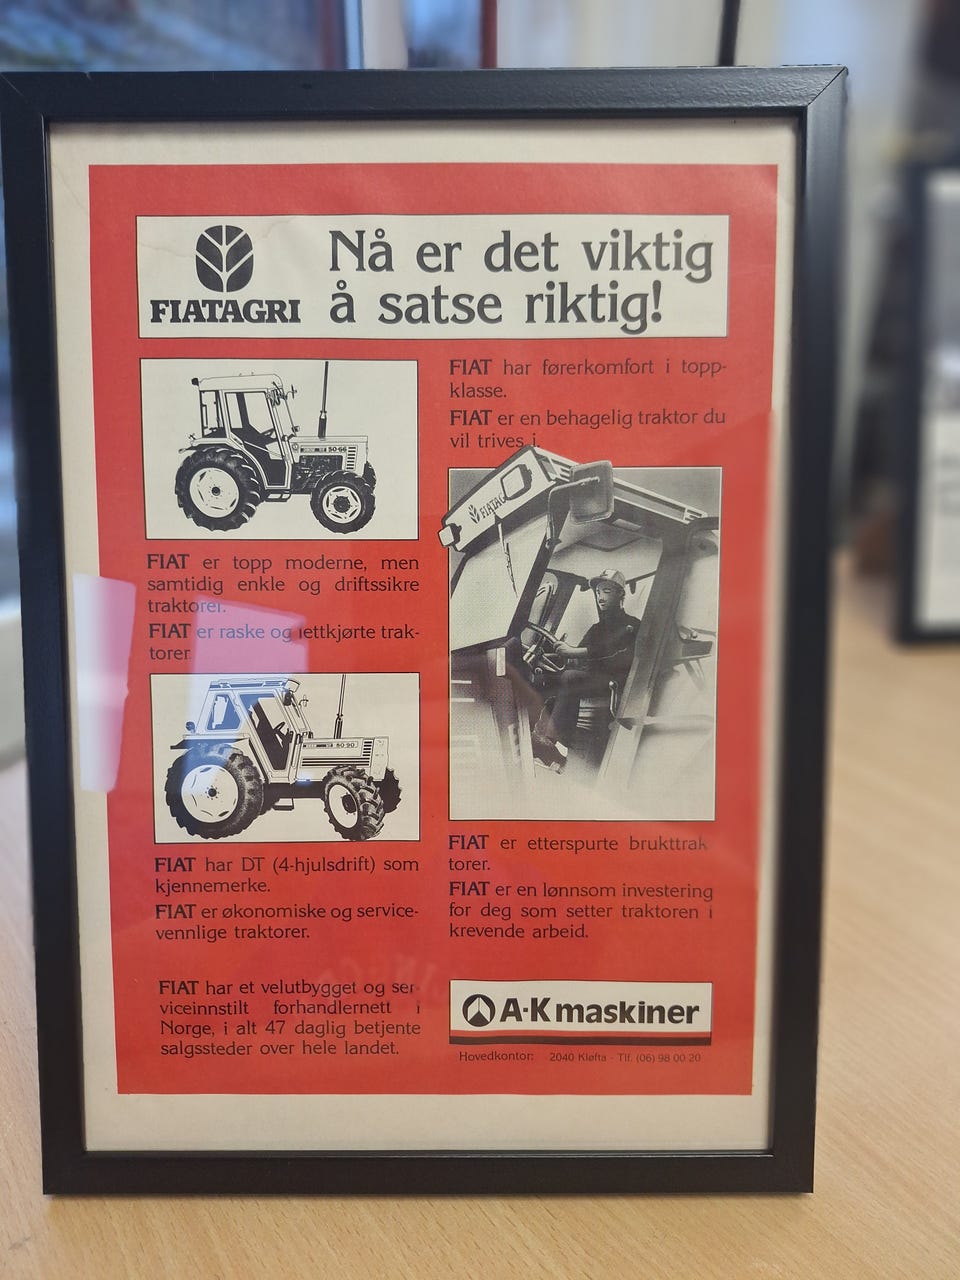 FIATAGRI
Nå er det viktig
å satse riktig!
50-66
FIAT er topp moderne, men
samtidig enkle og driftssikre
traktorer.
FIAT er raske og lettkjørte trak-
torer
80-90
FIAT har DT (4-hjulsdrift) som
kjennemerke.
FIAT er økonomiske og service-
vennlige traktorer.
FIAT har et velutbygget og ser-
viceinnstilt forhandlernett i
Norge, i alt 47 daglig betjente
salgssteder over hele landet.
FIAT har førerkomfort i topp-
klasse.
FIAT er en behagelig traktor du
vil trives i.
FIATAG
FIAT er etterspurte brukttrak
torer.
FIAT er en lønnsom investering
for deg som setter traktoren i
krevende arbeid.
A-K maskiner
Hovedkontor: 2040 Kløfta - Tlf. (06) 98 00 20